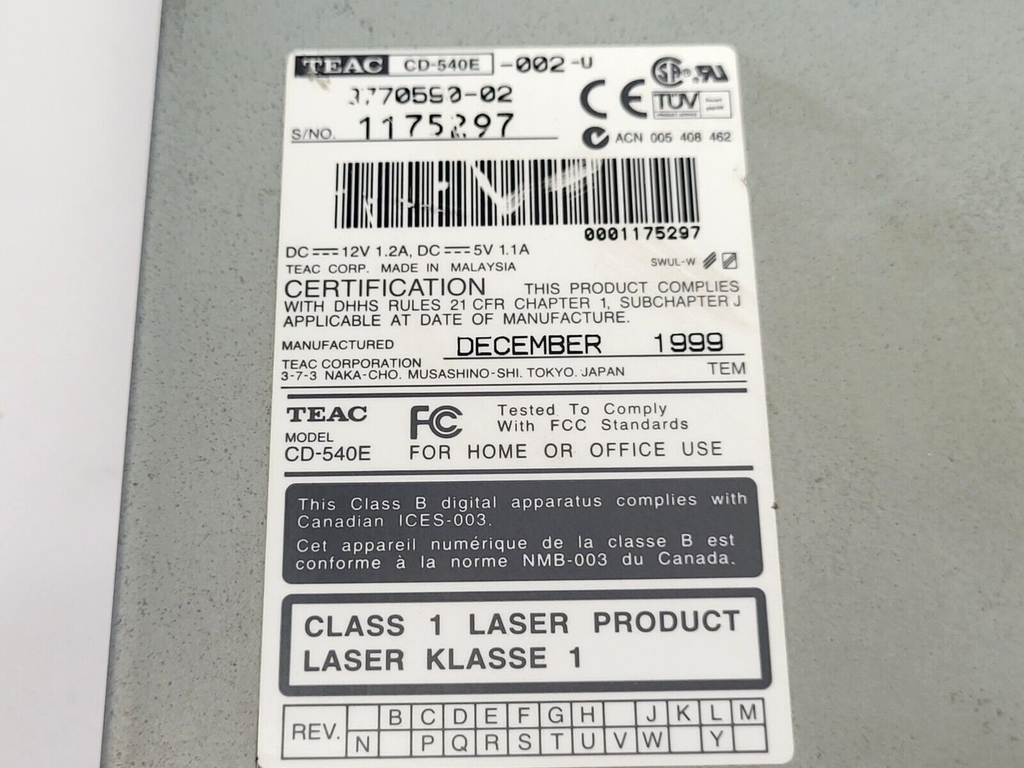 TEAC CD-540E -002 -U
S/NO. 1175297
CE TÜV
ACN 005 408 462
0001175297
DC 12V 1.2A, DC 5V 1.1A
TEAC CORP. MADE IN MALAYSIA
SWUL-W
CERTIFICATION THIS PRODUCT COMPLIES
WITH DHHS RULES 21 CFR CHAPTER 1, SUBCHAPTER J
APPLICABLE AT DATE OF MANUFACTURE.
MANUFACTURED DECEMBER 1999
TEAC CORPORATION
3-7-3 NAKA-CHO. MUSASHINO-SHI. TOKYO. JAPAN TEM
TEAC
MODEL
CD-540E
FC Tested To Comply
With FCC Standards
FOR HOME OR OFFICE USE
This Class B digital apparatus complies with
Canadian ICES-003.
Cet appareil numérique de la classe B est
conforme à la norme NMB-003 du Canada.
CLASS 1 LASER PRODUCT
LASER KLASSE 1
REV. B C D E F G H J K L M
N P Q R S T U V W Y